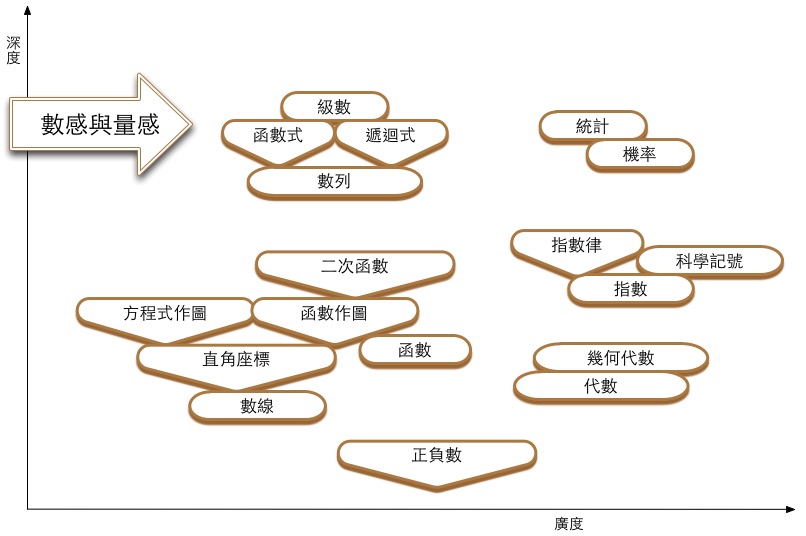 深度
數感與量感
級數
函數式
遞迴式
數列
統計
機率
二次函數
方程式作圖
函數作圖
直角座標
函數
數線
指數律
科學記號
指數
幾何代數
代數
正負數
廣度